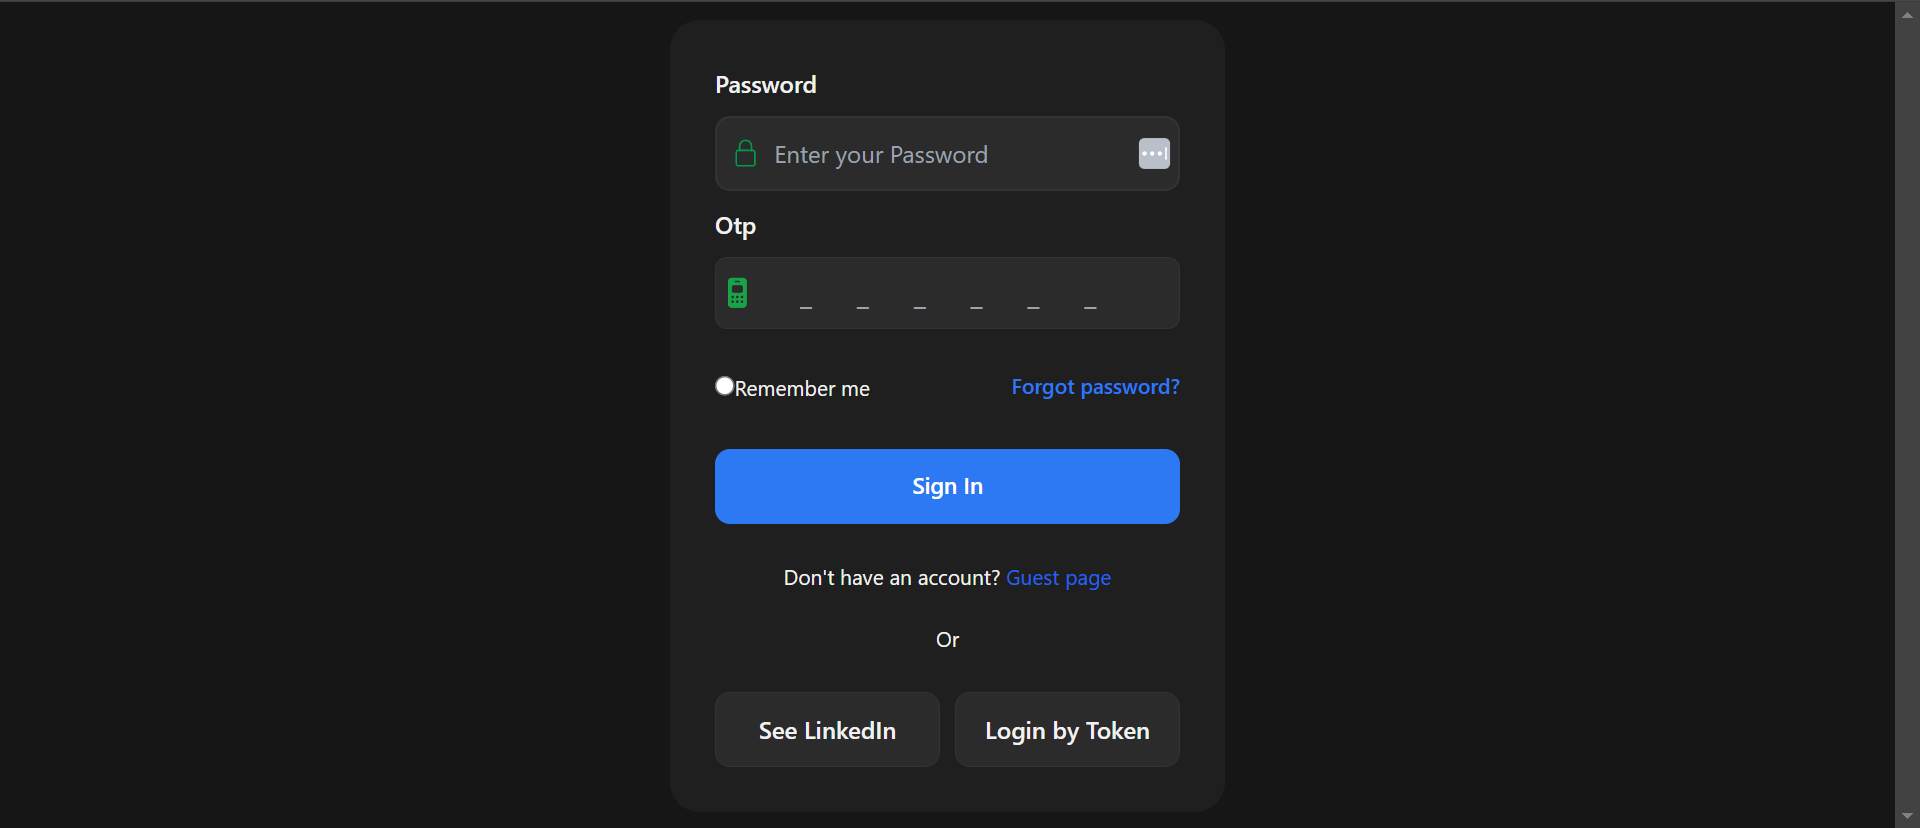 Password
Enter your Password
Otp
_ _ _ _ _ _
Remember me Forgot password?
Sign In
Don't have an account? Guest page
Or
See LinkedIn Login by Token